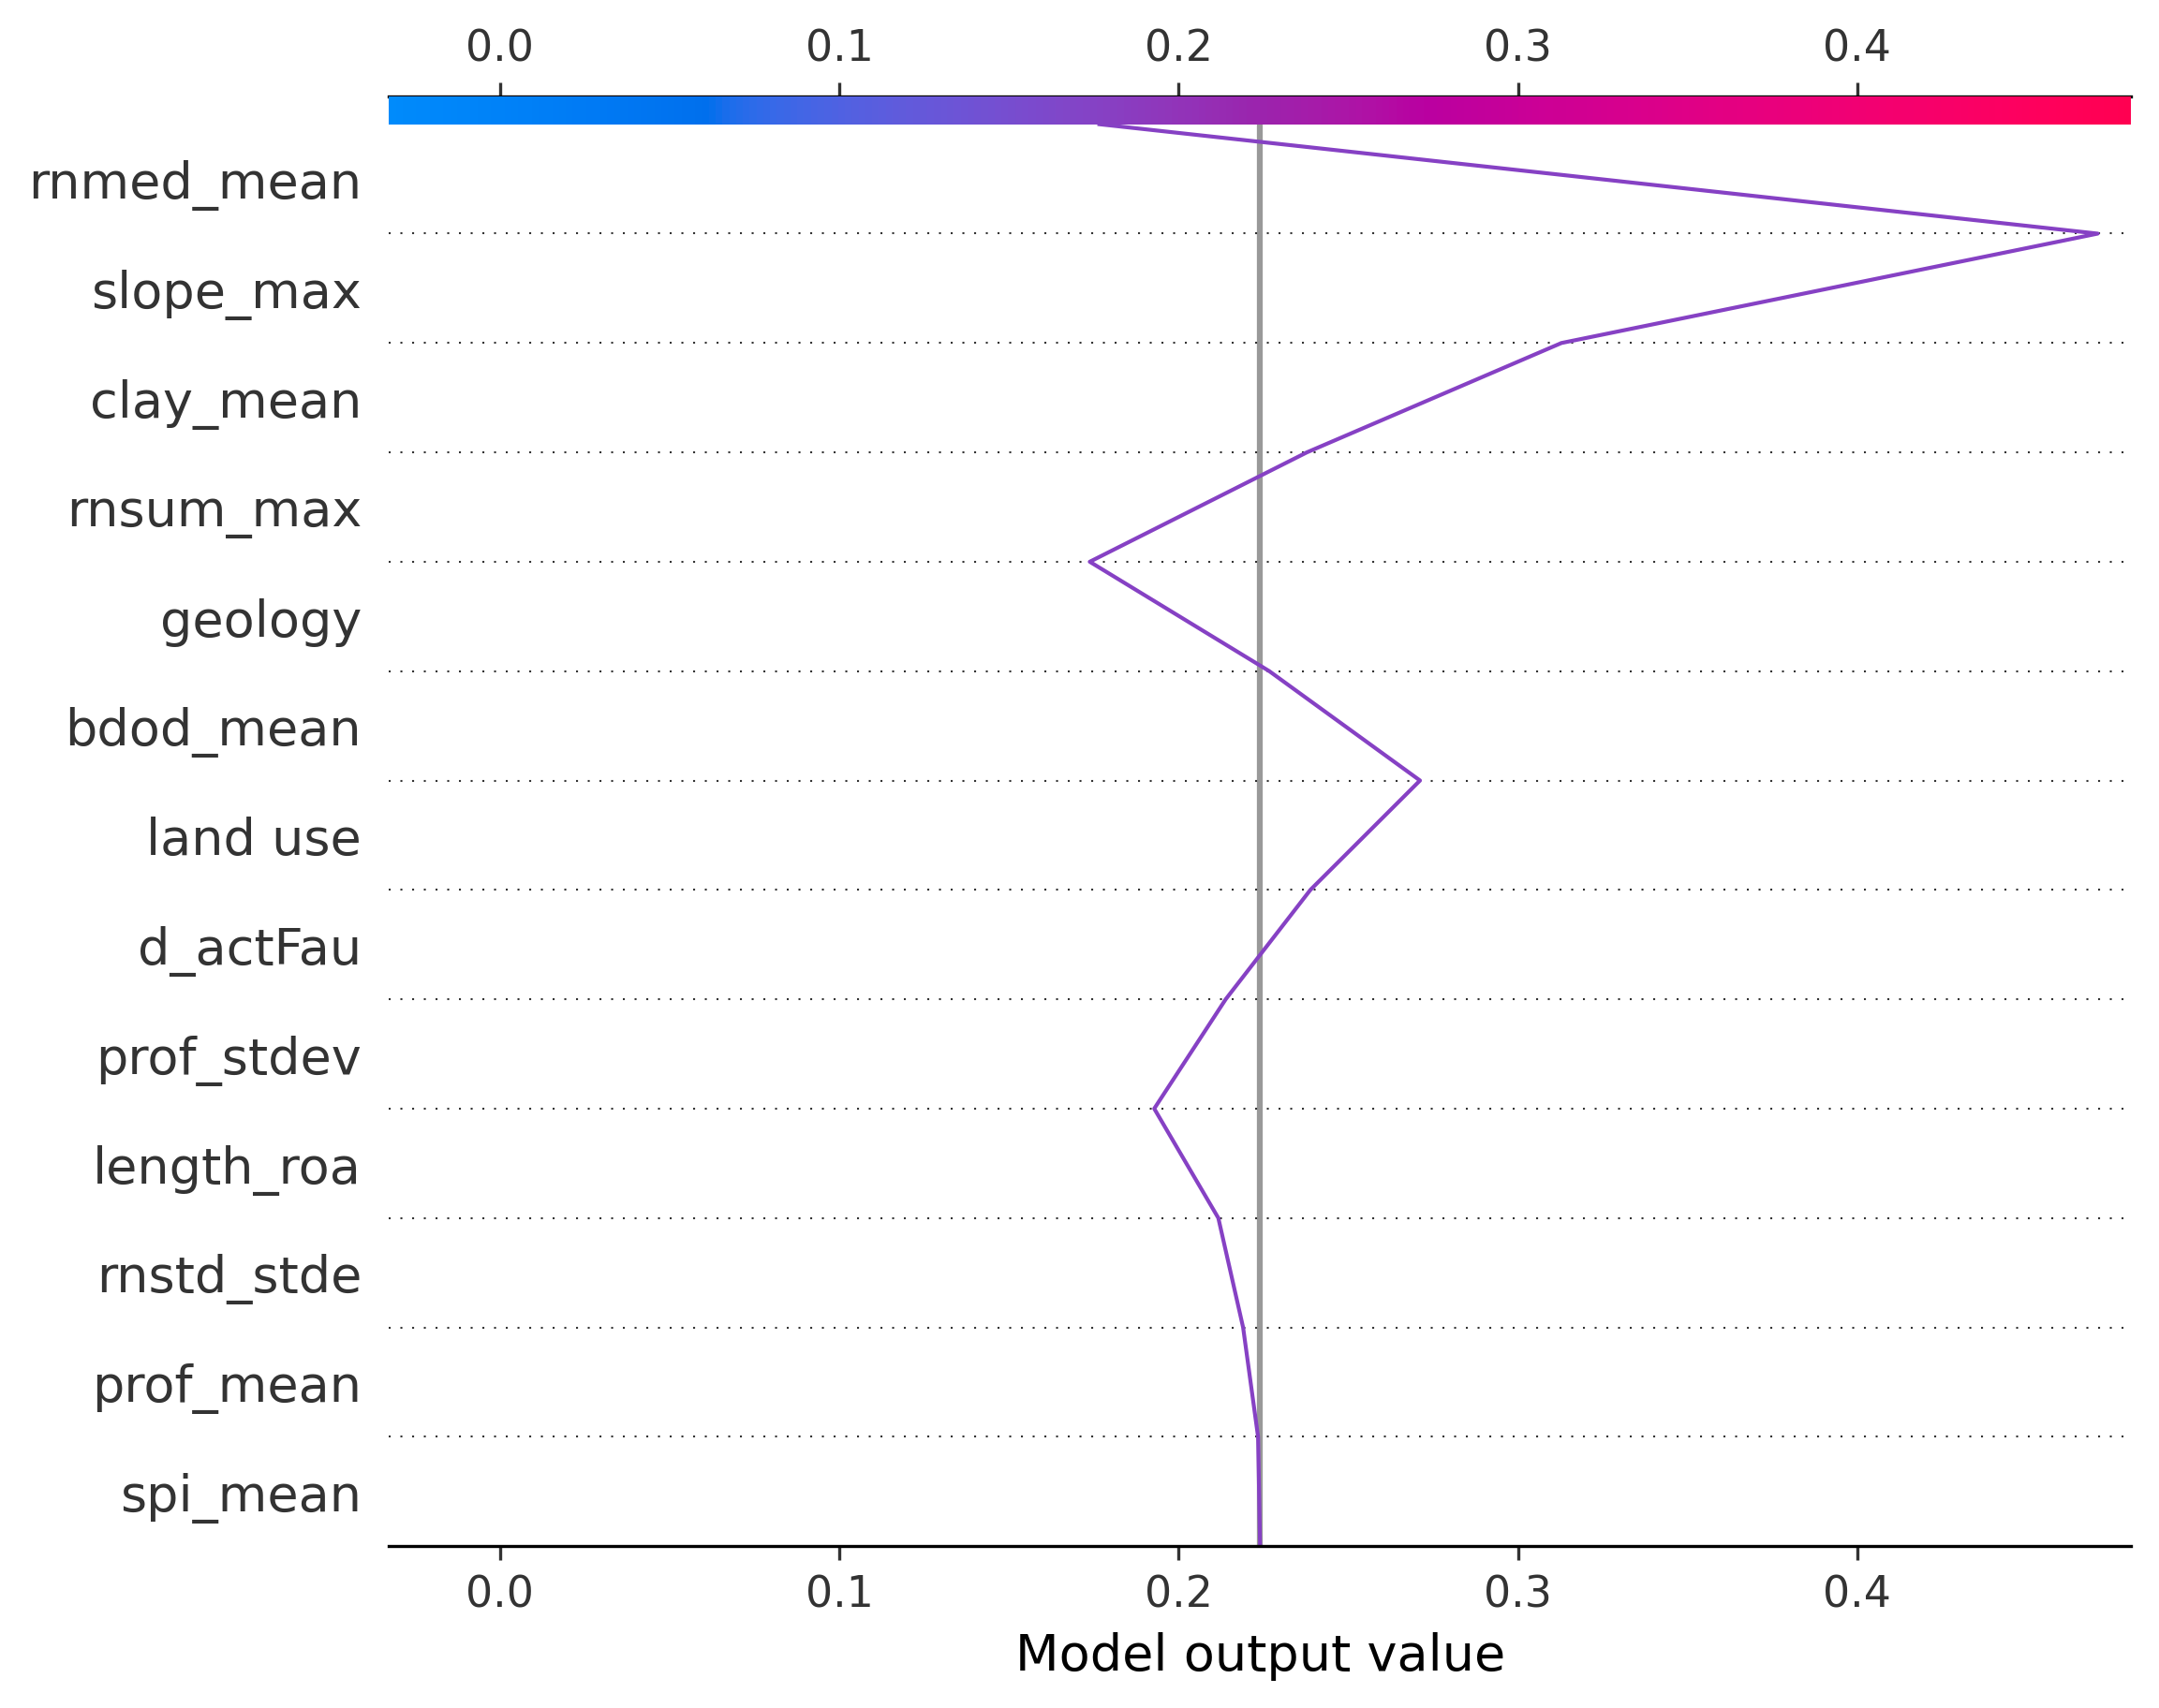 0.0 0.1 0.2 0.3 0.4
rnmed_mean
slope_max
clay_mean
rnsum_max
geology
bdod_mean
land use
d_actFau
prof_stdev
length_roa
rnstd_stde
prof_mean
spi_mean
0.0 0.1 0.2 0.3 0.4
Model output value